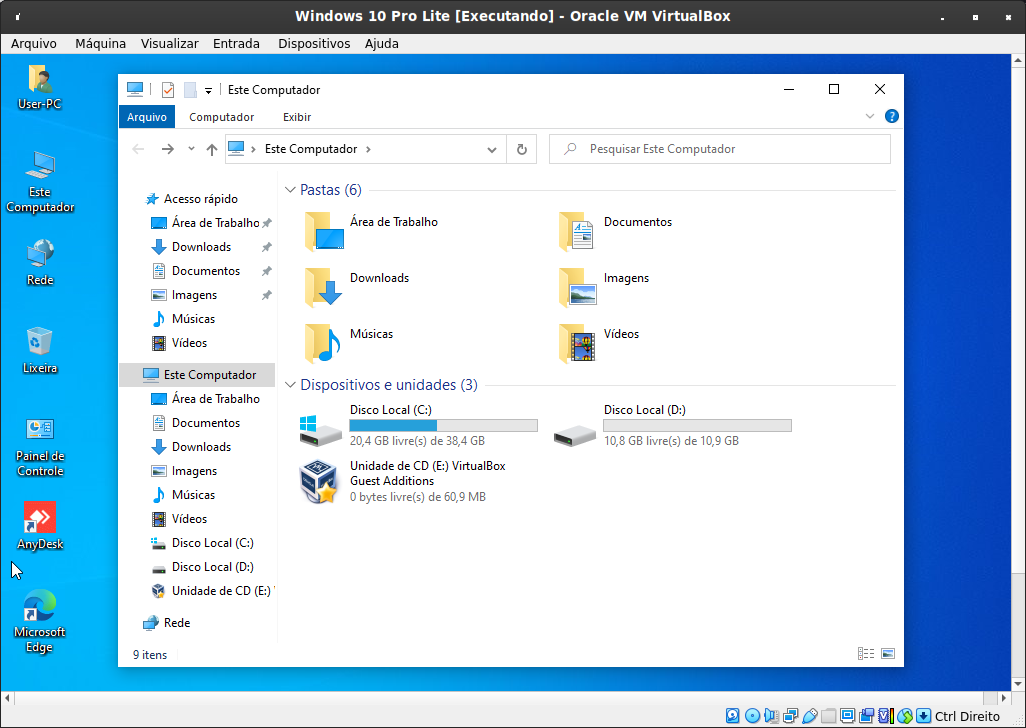 Windows 10 Pro Lite [Executando] - Oracle VM VirtualBox
Arquivo Máquina Visualizar Entrada Dispositivos Ajuda
User-PC
Este
Computador
Rede
Lixeira
Painel de
Controle
AnyDesk
Microsoft
Edge
Este Computador
Arquivo Computador Exibir
?
Este Computador
Pesquisar Este Computador
Acesso rápido
Área de Trabalho
Downloads
Documentos
Imagens
Músicas
Vídeos
Este Computador
Área de Trabalho
Documentos
Downloads
Imagens
Músicas
Vídeos
Disco Local (C:)
Disco Local (D:)
Unidade de CD (E:)
Rede
Pastas (6)
Área de Trabalho
Documentos
Downloads
Imagens
Músicas
Vídeos
Dispositivos e unidades (3)
Disco Local (C:)
20,4 GB livre(s) de 38,4 GB
Disco Local (D:)
10,8 GB livre(s) de 10,9 GB
Unidade de CD (E:) VirtualBox
Guest Additions
0 bytes livre(s) de 60,9 MB
9 itens
Ctrl Direito